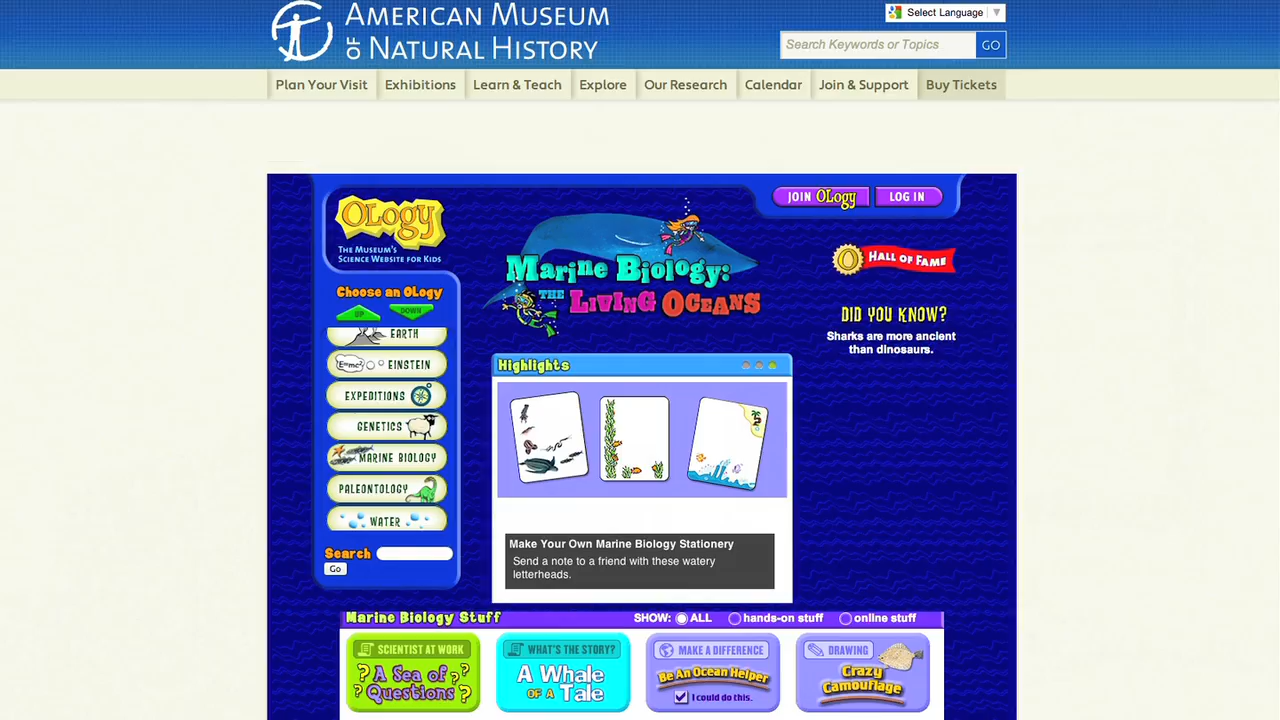 AMERICAN MUSEUM
OF NATURAL HISTORY
Select Language
Search Keywords or Topics
GO
Plan Your Visit
Exhibitions
Learn & Teach
Explore
Our Research
Calendar
Join & Support
Buy Tickets
OLogy
THE MUSEUM'S
SCIENCE WEBSITE FOR KIDS
JOIN OLogy
LOG IN
Marine Biology:
THE LIVING OCEANS
HALL OF FAME
DID YOU KNOW?
Sharks are more ancient
than dinosaurs.
Choose an OLogy
UP
DOWN
EARTH
E=mc²
EINSTEIN
EXPEDITIONS
GENETICS
MARINE BIOLOGY
PALEONTOLOGY
WATER
Search
Go
Highlights
Make Your Own Marine Biology Stationery
Send a note to a friend with these watery
letterheads.
Marine Biology Stuff
SHOW: ALL hands-on stuff online stuff
SCIENTIST AT WORK
A Sea of
Questions
WHAT'S THE STORY?
A Whale
OF A Tale
MAKE A DIFFERENCE
Be An Ocean Helper
I could do this.
DRAWING
Crazy
Camouflage